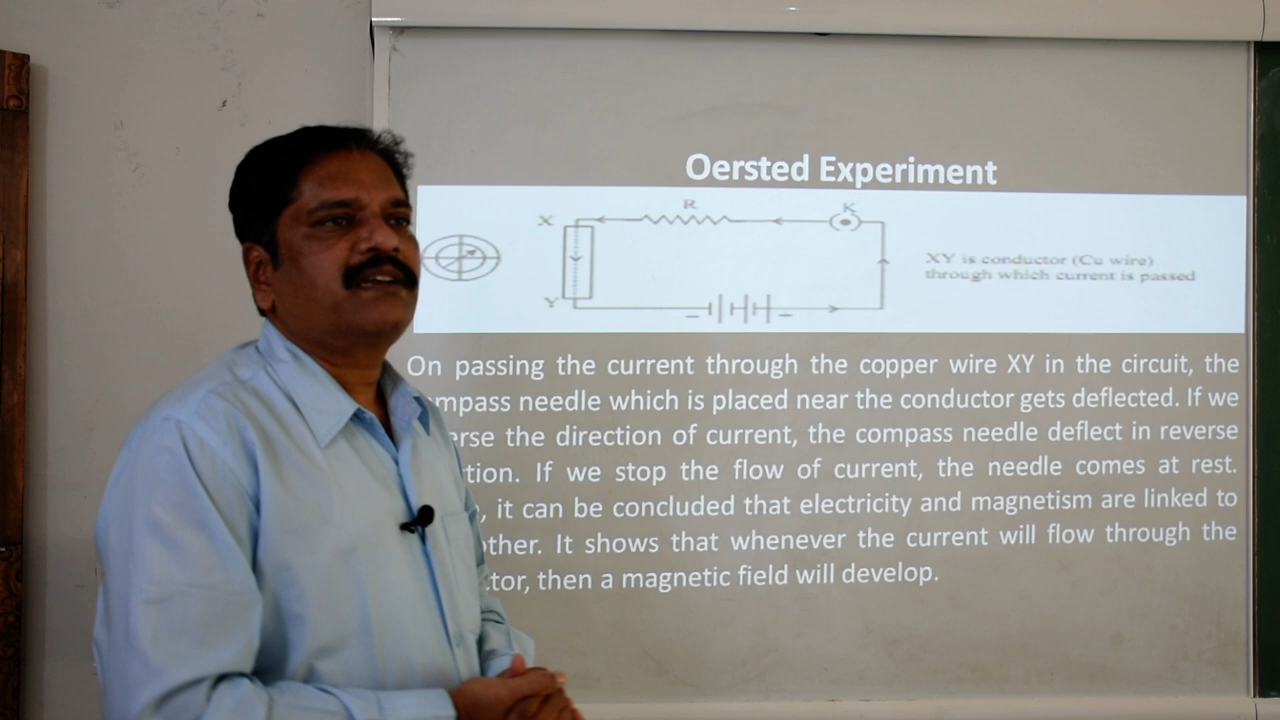 Oersted Experiment
R
K
X
XY is conductor (Cu wire)
through which current is passed
Y
On passing the current through the copper wire XY in the circuit, the
needle which is placed near the conductor gets deflected. If we
the direction of current, the compass needle deflect in reverse
If we stop the flow of current, the needle comes at rest.
, it can be concluded that electricity and magnetism are linked to
It shows that whenever the current will flow through the
then a magnetic field will develop.